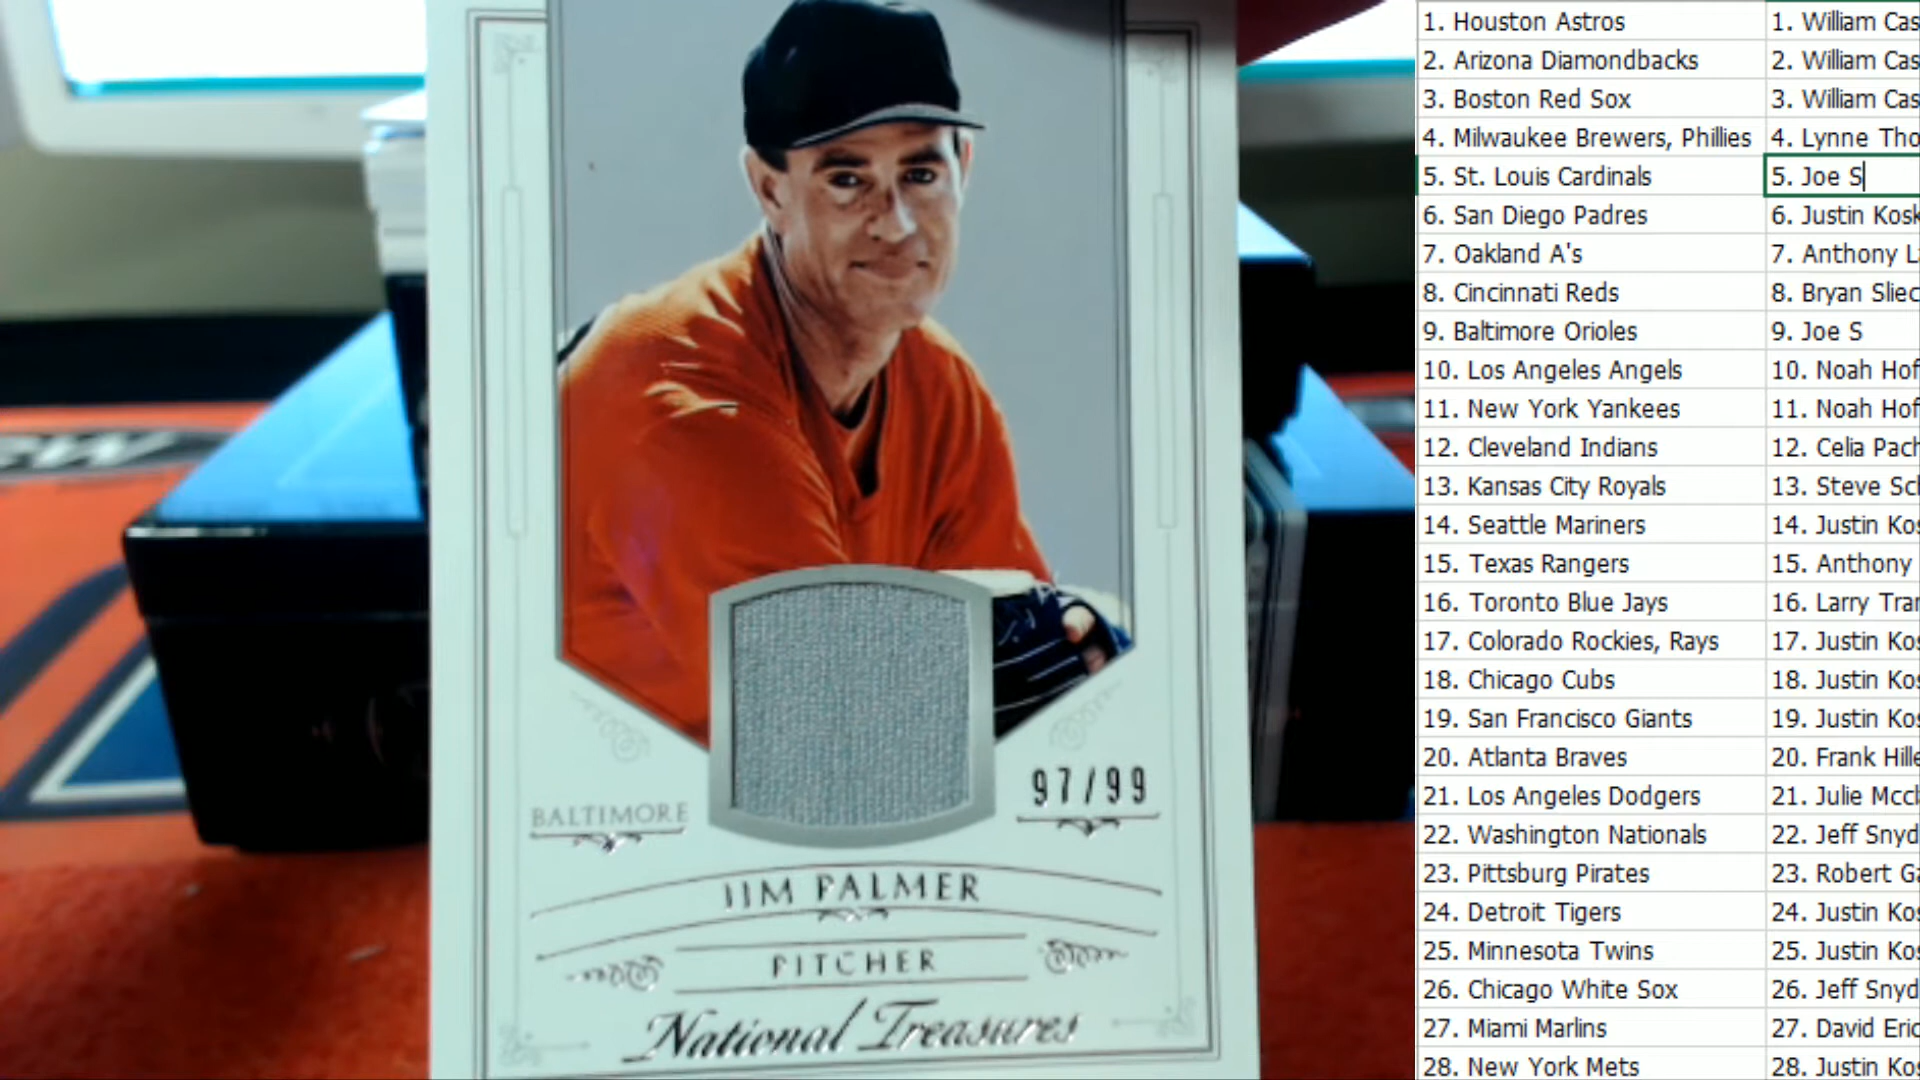 BALTIMORE
97/99
JIM PALMER
PITCHER
National Treasures
1. Houston Astros
2. Arizona Diamondbacks
3. Boston Red Sox
4. Milwaukee Brewers, Phillies
5. St. Louis Cardinals
6. San Diego Padres
7. Oakland A's
8. Cincinnati Reds
9. Baltimore Orioles
10. Los Angeles Angels
11. New York Yankees
12. Cleveland Indians
13. Kansas City Royals
14. Seattle Mariners
15. Texas Rangers
16. Toronto Blue Jays
17. Colorado Rockies, Rays
18. Chicago Cubs
19. San Francisco Giants
20. Atlanta Braves
21. Los Angeles Dodgers
22. Washington Nationals
23. Pittsburg Pirates
24. Detroit Tigers
25. Minnesota Twins
26. Chicago White Sox
27. Miami Marlins
28. New York Mets
1. William Cas
2. William Cas
3. William Cas
4. Lynne Tho
5. Joe S
6. Justin Kosk
7. Anthony L
8. Bryan Sliec
9. Joe S
10. Noah Hof
11. Noah Hof
12. Celia Pach
13. Steve Sch
14. Justin Kos
15. Anthony
16. Larry Tran
17. Justin Kos
18. Justin Kos
19. Justin Kos
20. Frank Hille
21. Julie Mccl
22. Jeff Snyd
23. Robert Ga
24. Justin Kos
25. Justin Kos
26. Jeff Snyd
27. David Eric
28. Justin Kos